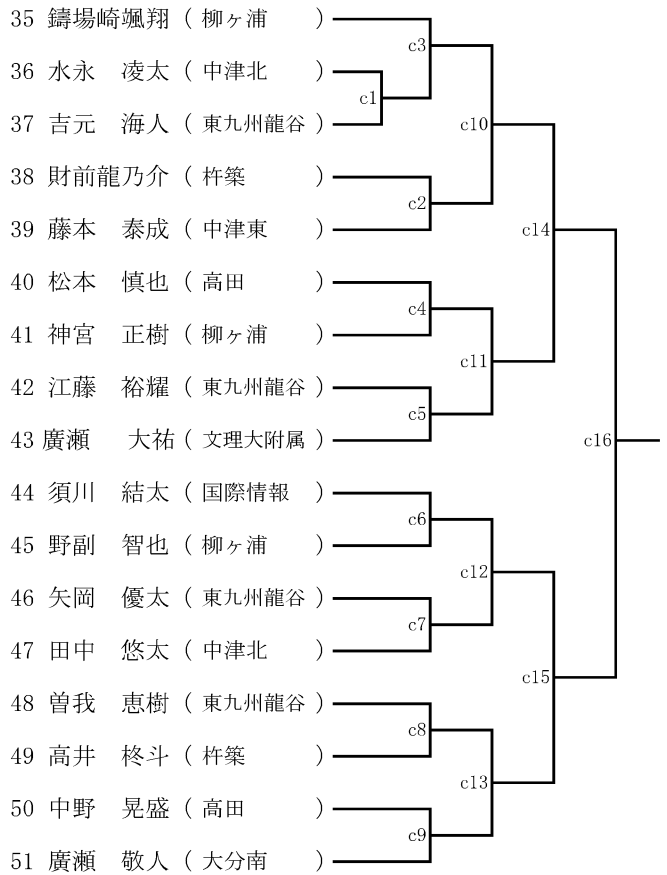 35 鑄場崎颯翔 ( 柳ヶ浦 )
c3
36 水永 凌太 ( 中津北 )
c1
37 吉元 海人 ( 東九州龍谷 )
c10
38 財前龍乃介 ( 杵築 )
c2
39 藤本 泰成 ( 中津東 )
c14
40 松本 慎也 ( 高田 )
c4
41 神宮 正樹 ( 柳ヶ浦 )
c11
42 江藤 裕耀 ( 東九州龍谷 )
c5
43 廣瀬 大祐 ( 文理大附属 )
c16
44 須川 結太 ( 国際情報 )
c6
45 野副 智也 ( 柳ヶ浦 )
c12
46 矢岡 優太 ( 東九州龍谷 )
c7
47 田中 悠太 ( 中津北 )
c15
48 曽我 恵樹 ( 東九州龍谷 )
c8
49 高井 柊斗 ( 杵築 )
c13
50 中野 晃盛 ( 高田 )
c9
51 廣瀬 敬人 ( 大分南 )